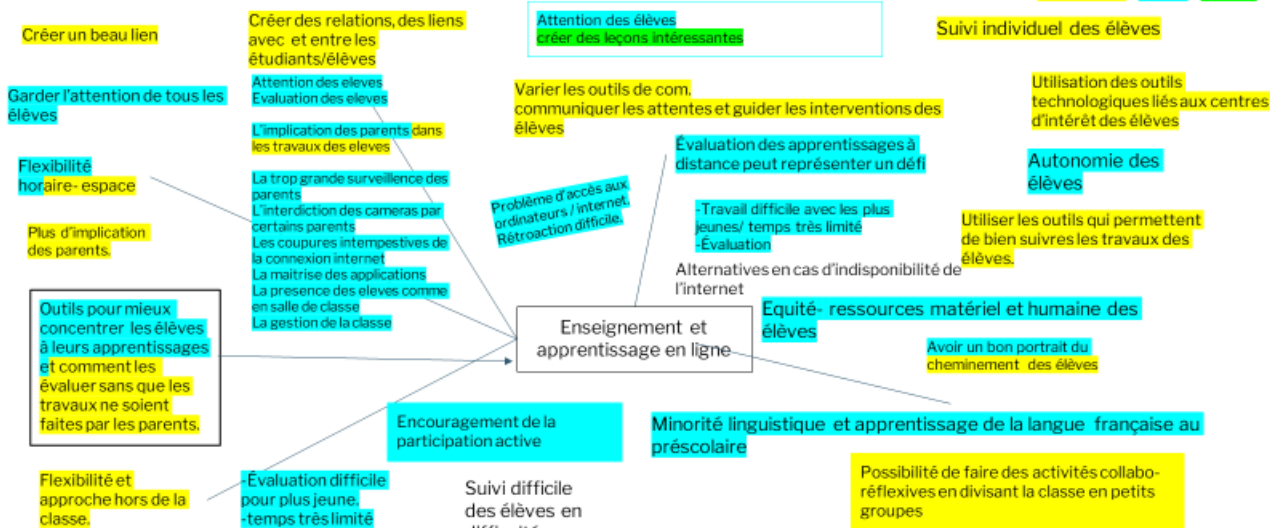 Créer un beau lien
Créer des relations, des liens
avec et entre les
étudiants/élèves
Attention des élèves
créer des leçons intéressantes
Suivi individuel des élèves
Garder l'attention de tous les
élèves
Attention des eleves
Evaluation des eleves
L'implication des parents dans
les travaux des eleves
La trop grande surveillence des
parents
L'interdiction des cameras par
certains parents
Les coupures intempestives de
la connexion internet
La maitrise des applications
La presence des eleves comme
en salle de classe
La gestion de la classe
Varier les outils de com.
communiquer les attentes et guider les interventions des
élèves
Utilisation des outils
technologiques liés aux centres
d'intérêt des élèves
Flexibilité
horaire- espace
Évaluation des apprentissages à
distance peut représenter un défi
Autonomie des
élèves
Problème d'accès aux
ordinateurs / internet.
Rétroaction difficile.
-Travail difficile avec les plus
jeunes/ temps très limité
-Évaluation
Plus d'implication
des parents.
Utiliser les outils qui permettent
de bien suivres les travaux des
élèves.
Alternatives en cas d'indisponibilité de
l'internet
Outils pour mieux
concentrer les élèves
à leurs apprentissages
et comment les
évaluer sans que les
travaux ne soient
faites par les parents.
Enseignement et
apprentissage en ligne
Equité- ressources matériel et humaine des
élèves
Avoir un bon portrait du
cheminement des élèves
Encouragement de la
participation active
Minorité linguistique et apprentissage de la langue française au
préscolaire
Possibilité de faire des activités collabo-
réflexives en divisant la classe en petits
groupes
Flexibilité et
approche hors de la
classe.
-Évaluation difficile
pour plus jeune.
-temps très limité
Suivi difficile
des élèves en